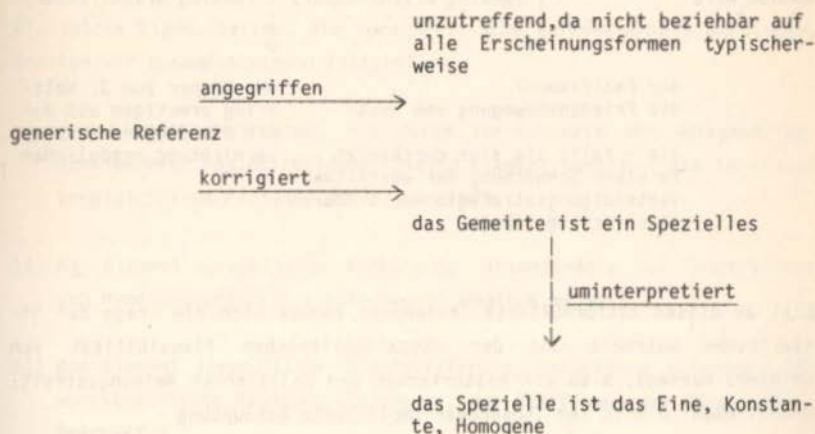 unzutreffend,da nicht beziehbar auf
alle Erscheinungsformen typischer-
weise
angegriffen
generische Referenz
korrigiert
das Gemeinte ist ein Spezielles
uminterpretiert
das Spezielle ist das Eine, Konstan-
te, Homogene